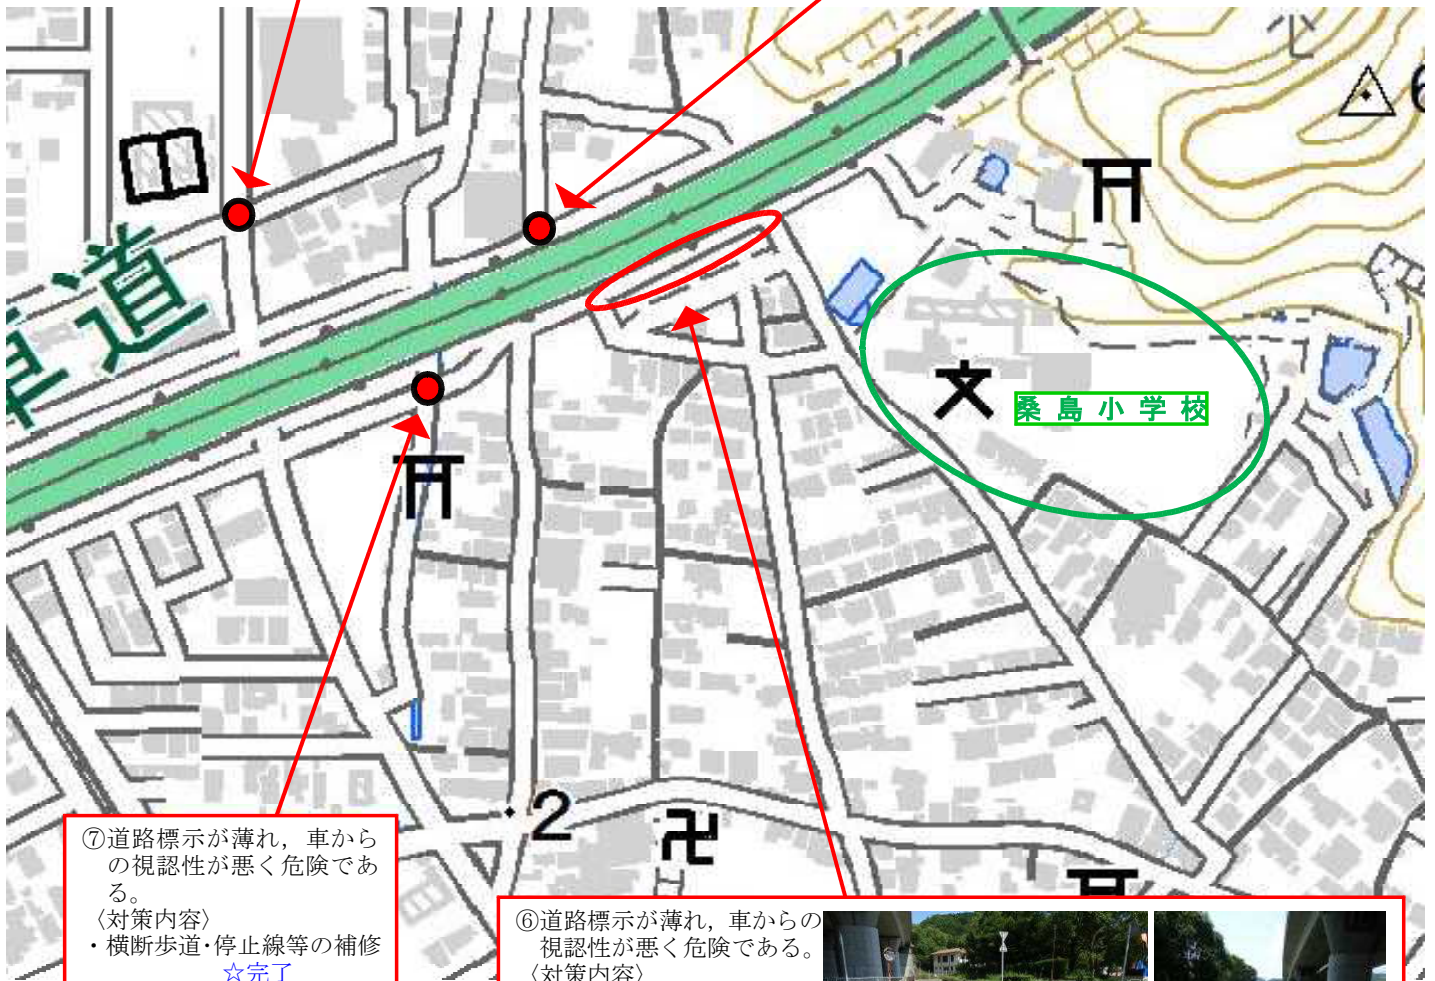 車道
桑島小学校
2
6
⑦道路標示が薄れ，車から
の視認性が悪く危険であ
る。
〈対策内容〉
・横断歩道・停止線等の補修
☆完了
⑥道路標示が薄れ，車からの
視認性が悪く危険である。
〈対策内容〉